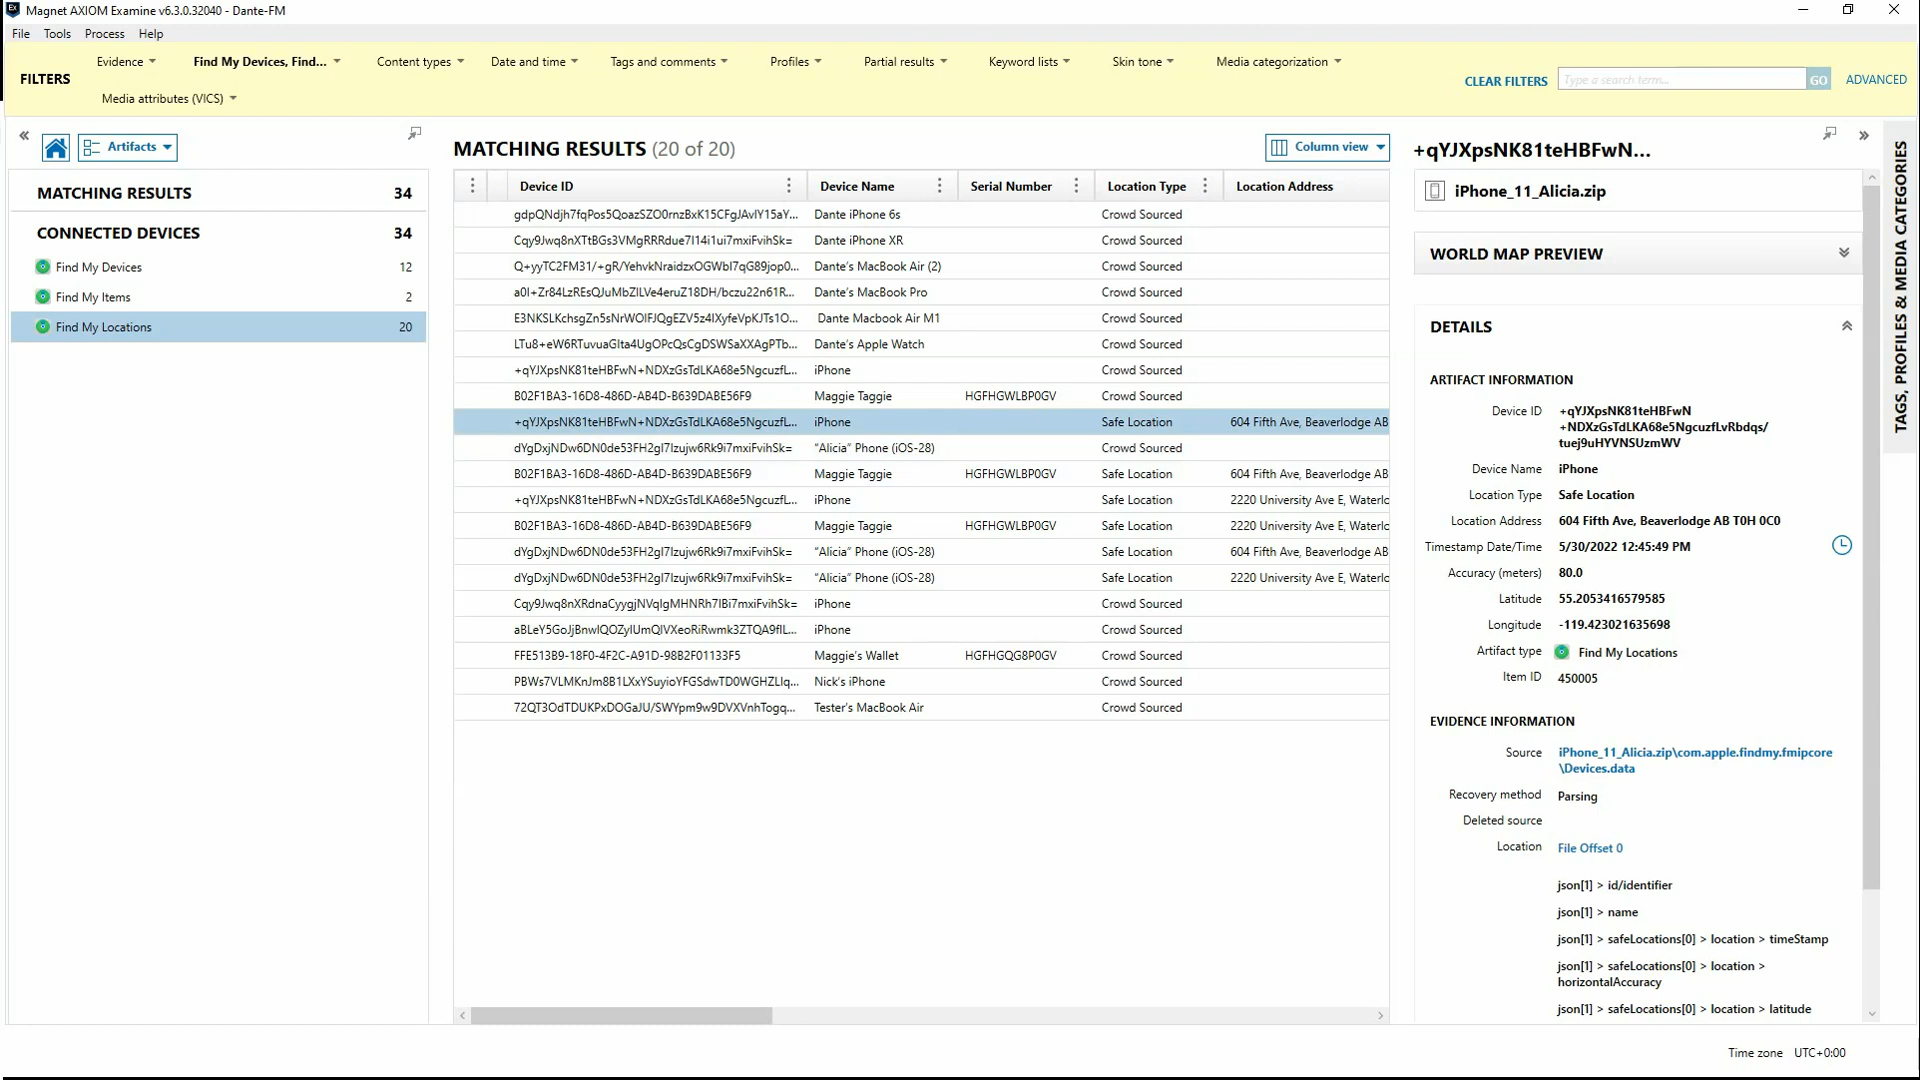 Magnet AXIOM Examine v6.3.0.32040 - Dante-FM
File Tools Process Help
FILTERS
Evidence Find My Devices, Find... Content types Date and time Tags and comments Profiles Partial results Keyword lists Skin tone Media categorization
Media attributes (VICS)
CLEAR FILTERS Type a search term... GO ADVANCED
Artifacts
MATCHING RESULTS 34
CONNECTED DEVICES 34
Find My Devices 12
Find My Items 2
Find My Locations 20
MATCHING RESULTS (20 of 20) Column view
Device ID Device Name Serial Number Location Type Location Address
gdpQNdjh7fqPos5QoazSZO0rnzBxK15CFgJAvIY15aY... Dante iPhone 6s Crowd Sourced
Cqy9Jwq8nXTtBGs3VMgRRRdue7I14i1ui7mxiFvihSk= Dante iPhone XR Crowd Sourced
Q+yyTC2FM31/+gR/YehvkNraidzxOGWbI7qG89jop0... Dante's MacBook Air (2) Crowd Sourced
a0I+Zr84LzREsQJuMbZILVe4eruZ18DH/bczu22n61R... Dante's MacBook Pro Crowd Sourced
E3NKSLKchsgZn5sNrWOIFJQgEZV5z4IXyfeVpKJTs1O... Dante Macbook Air M1 Crowd Sourced
LTu8+eW6RTuvuaGIta4UgOPcQsCgDSWSaXXAgPTb... Dante's Apple Watch Crowd Sourced
+qYJXpsNK81teHBFwN+NDXzGsTdLKA68e5NgcuzfL... iPhone Crowd Sourced
B02F1BA3-16D8-486D-AB4D-B639DABE56F9 Maggie Taggie HGFHGWLBP0GV Crowd Sourced
+qYJXpsNK81teHBFwN+NDXzGsTdLKA68e5NgcuzfL... iPhone Safe Location 604 Fifth Ave, Beaverlodge AB
dYgDxjNDw6DN0de53FH2gI7Izujw6Rk9i7mxiFvihSk= "Alicia" Phone (iOS-28) Crowd Sourced
B02F1BA3-16D8-486D-AB4D-B639DABE56F9 Maggie Taggie HGFHGWLBP0GV Safe Location 604 Fifth Ave, Beaverlodge AB
+qYJXpsNK81teHBFwN+NDXzGsTdLKA68e5NgcuzfL... iPhone Safe Location 2220 University Ave E, Waterlo
B02F1BA3-16D8-486D-AB4D-B639DABE56F9 Maggie Taggie HGFHGWLBP0GV Safe Location 2220 University Ave E, Waterlo
dYgDxjNDw6DN0de53FH2gI7Izujw6Rk9i7mxiFvihSk= "Alicia" Phone (iOS-28) Safe Location 604 Fifth Ave, Beaverlodge AB
dYgDxjNDw6DN0de53FH2gI7Izujw6Rk9i7mxiFvihSk= "Alicia" Phone (iOS-28) Safe Location 2220 University Ave E, Waterlo
Cqy9Jwq8nXRdnaCyygjNVqIgMHNRh7IBi7mxiFvihSk= iPhone Crowd Sourced
aBLeY5GoJjBnwIQOZyIUmQIVXeoRiRwmk3ZTQA9fIL... iPhone Crowd Sourced
FFE513B9-18F0-4F2C-A91D-98B2F01133F5 Maggie's Wallet HGFHGQG8P0GV Crowd Sourced
PBWs7VLMKnJm8B1LXxYSuyioYFGSdwTD0WGHZLIq... Nick's iPhone Crowd Sourced
72QT3OdTDUKPxDOGaJU/SWYpm9w9DVXVnhTogq... Tester's MacBook Air Crowd Sourced
+qYJXpsNK81teHBFwN...
iPhone_11_Alicia.zip
WORLD MAP PREVIEW
DETAILS
ARTIFACT INFORMATION
Device ID +qYJXpsNK81teHBFwN
+NDXzGsTdLKA68e5NgcuzfLvRbdqs/
tuej9uHYVNSUzmWV
Device Name iPhone
Location Type Safe Location
Location Address 604 Fifth Ave, Beaverlodge AB T0H 0C0
Timestamp Date/Time 5/30/2022 12:45:49 PM
Accuracy (meters) 80.0
Latitude 55.2053416579585
Longitude -119.423021635698
Artifact type Find My Locations
Item ID 450005
EVIDENCE INFORMATION
Source iPhone_11_Alicia.zip\com.apple.findmy.fmipcore
\Devices.data
Recovery method Parsing
Deleted source
Location File Offset 0
json[1] > id/identifier
json[1] > name
json[1] > safeLocations[0] > location > timeStamp
json[1] > safeLocations[0] > location >
horizontalAccuracy
json[1] > safeLocations[0] > location > latitude
TAGS, PROFILES & MEDIA CATEGORIES
Time zone UTC+0:00